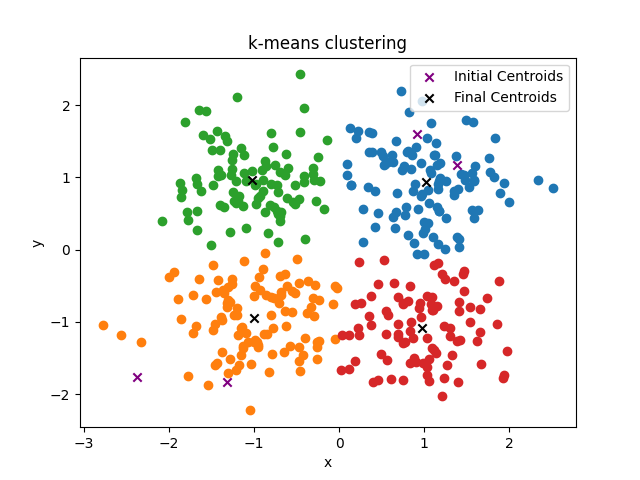 k-means clustering
Initial Centroids
Final Centroids
2
1
0
−1
−2
y
−3
−2
−1
0
1
2
x